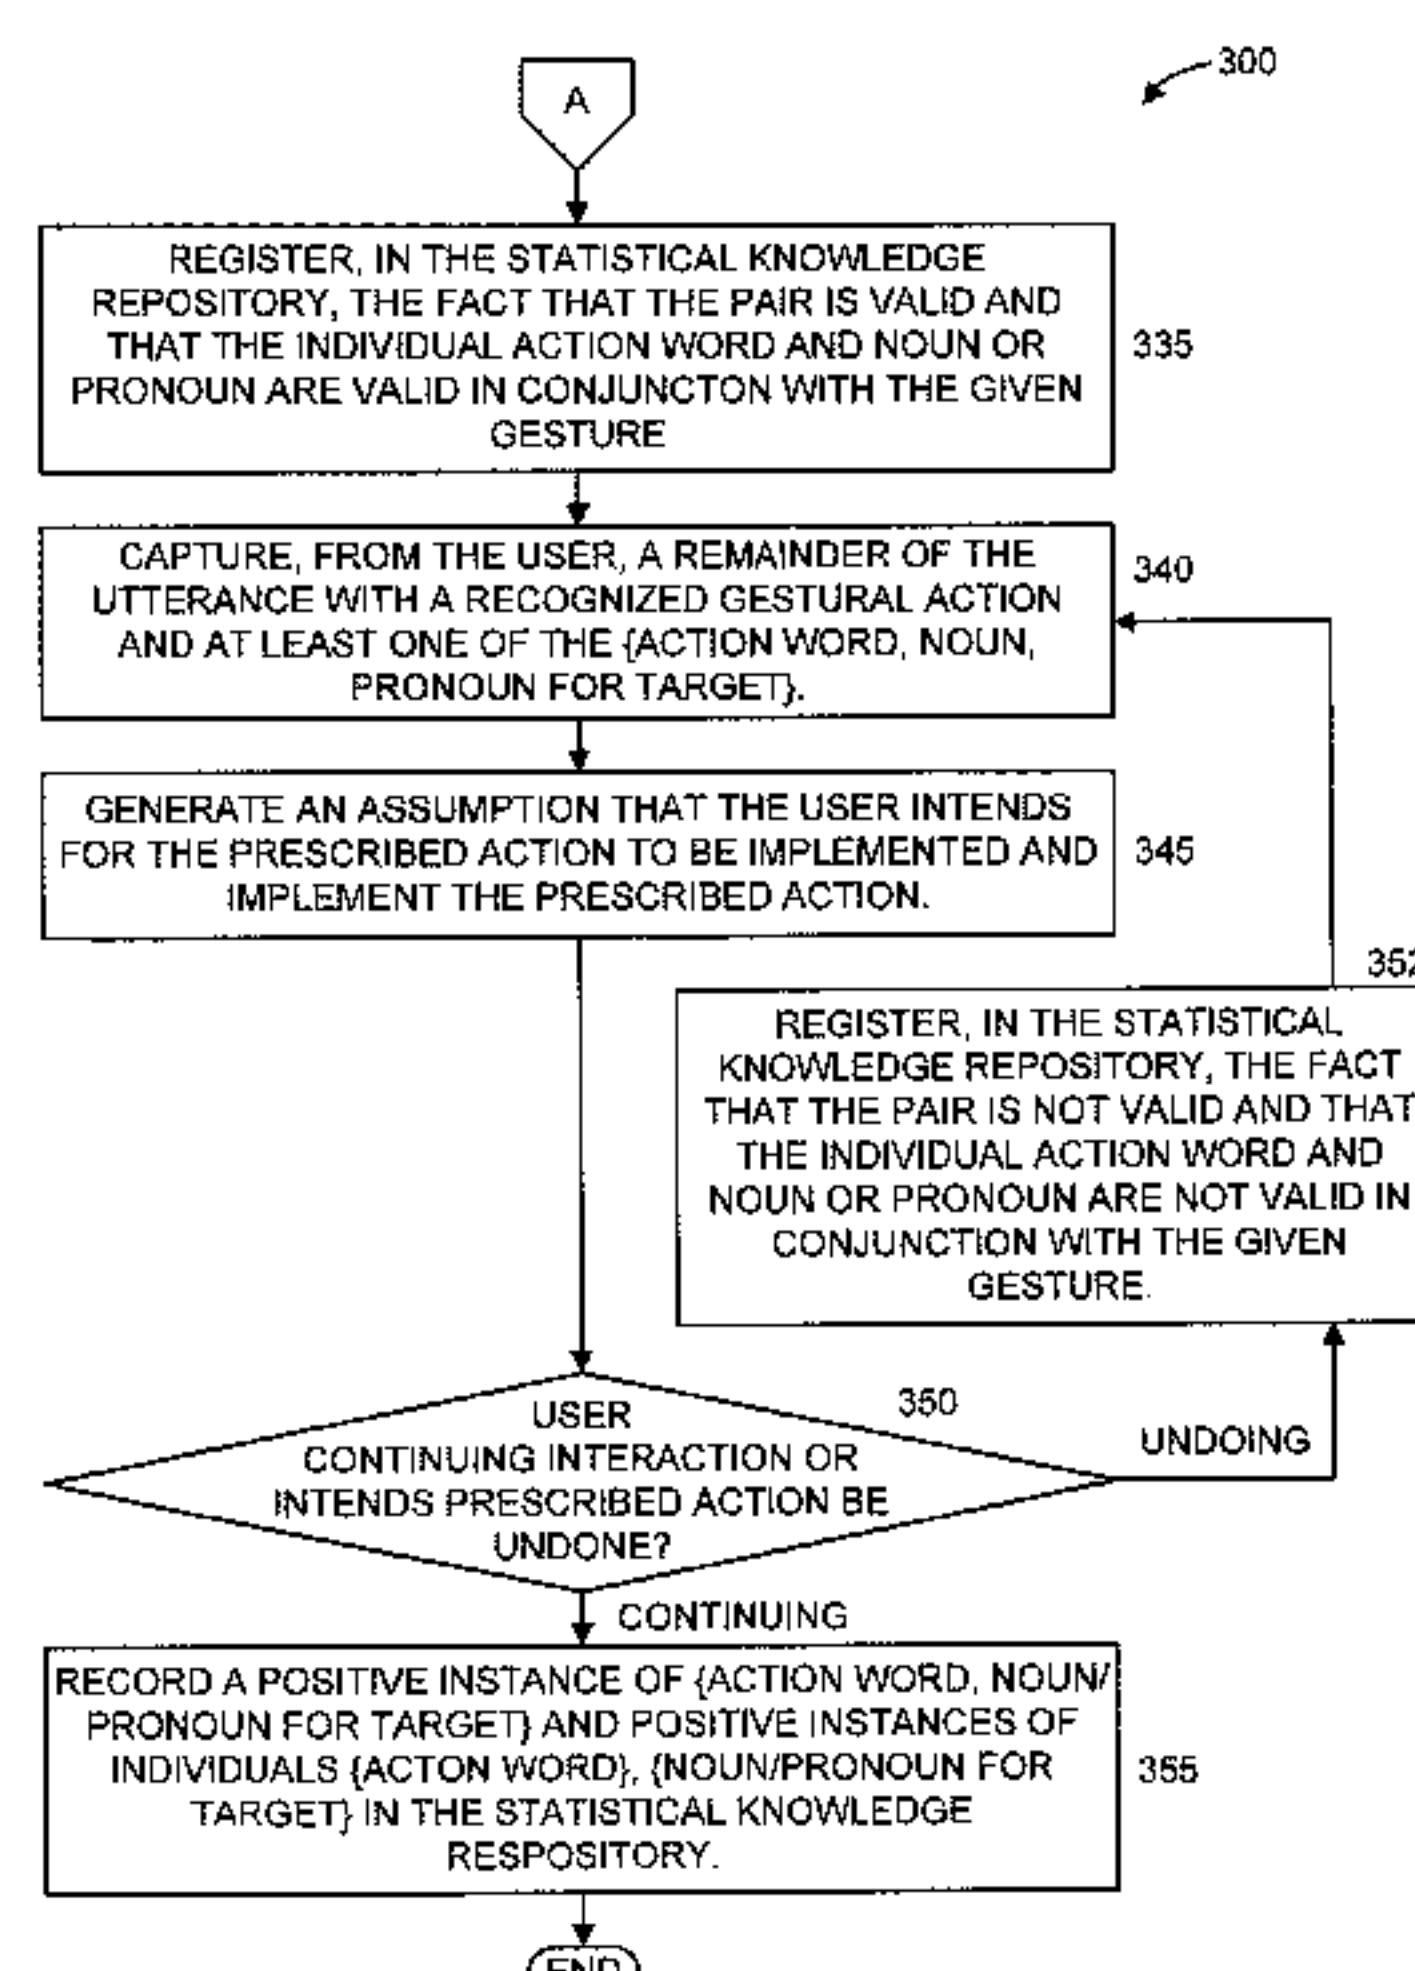 300
A
REGISTER, IN THE STATISTICAL KNOWLEDGE
REPOSITORY, THE FACT THAT THE PAIR IS VALID AND
THAT THE INDIVIDUAL ACTION WORD AND NOUN OR
PRONOUN ARE VALID IN CONJUNCTON WITH THE GIVEN
GESTURE
335
CAPTURE, FROM THE USER, A REMAINDER OF THE
UTTERANCE WITH A RECOGNIZED GESTURAL ACTION
AND AT LEAST ONE OF THE {ACTION WORD, NOUN,
PRONOUN FOR TARGET}.
340
GENERATE AN ASSUMPTION THAT THE USER INTENDS
FOR THE PRESCRIBED ACTION TO BE IMPLEMENTED AND
IMPLEMENT THE PRESCRIBED ACTION.
345
352
REGISTER, IN THE STATISTICAL
KNOWLEDGE REPOSITORY, THE FACT
THAT THE PAIR IS NOT VALID AND THAT
THE INDIVIDUAL ACTION WORD AND
NOUN OR PRONOUN ARE NOT VALID IN
CONJUNCTION WITH THE GIVEN
GESTURE.
350
USER
CONTINUING INTERACTION OR
INTENDS PRESCRIBED ACTION BE
UNDONE?
UNDOING
CONTINUING
RECORD A POSITIVE INSTANCE OF {ACTION WORD, NOUN/
PRONOUN FOR TARGET} AND POSITIVE INSTANCES OF
INDIVIDUALS {ACTON WORD}, {NOUN/PRONOUN FOR
TARGET} IN THE STATISTICAL KNOWLEDGE
RESPOSITORY.
355
END